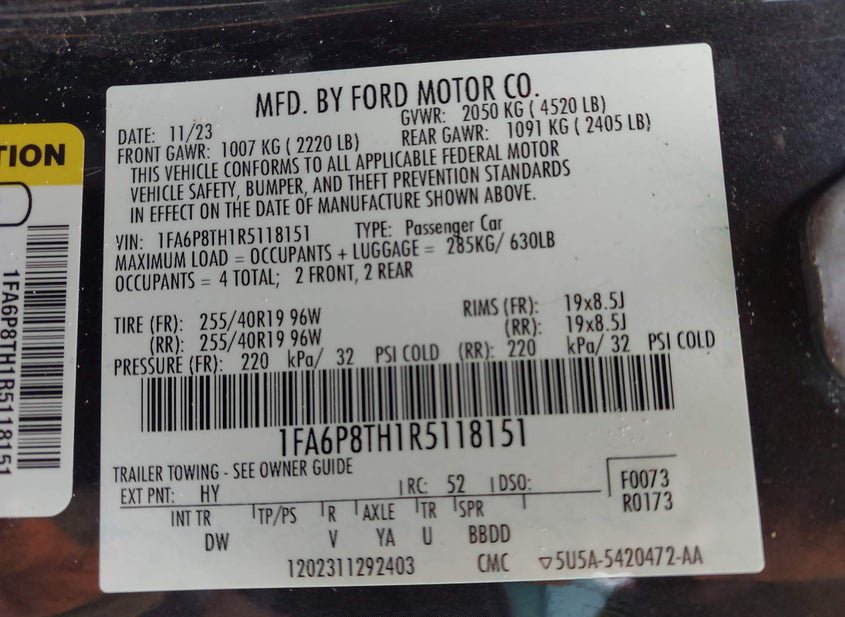 MFD. BY FORD MOTOR CO.
DATE: 11/23 GVWR: 2050 KG ( 4520 LB)
FRONT GAWR: 1007 KG ( 2220 LB) REAR GAWR: 1091 KG ( 2405 LB)
THIS VEHICLE CONFORMS TO ALL APPLICABLE FEDERAL MOTOR
VEHICLE SAFETY, BUMPER, AND THEFT PREVENTION STANDARDS
IN EFFECT ON THE DATE OF MANUFACTURE SHOWN ABOVE.
VIN: 1FA6P8TH1R5118151 TYPE: Passenger Car
MAXIMUM LOAD = OCCUPANTS + LUGGAGE = 285KG/ 630LB
OCCUPANTS = 4 TOTAL; 2 FRONT, 2 REAR
TIRE (FR): 255/40R19 96W RIMS (FR): 19x8.5J
(RR): 255/40R19 96W (RR): 19x8.5J
PRESSURE (FR): 220 kPa/ 32 PSI COLD (RR): 220 kPa/ 32 PSI COLD
1FA6P8TH1R5118151
TRAILER TOWING - SEE OWNER GUIDE
EXT PNT: HY RC: 52 DSO: F0073
R0173
INT TR TP/PS R AXLE TR SPR
DW V YA U BBDD
1202311292403 CMC ▽5U5A-5420472-AA
TION
1FA6P8TH1R5118151